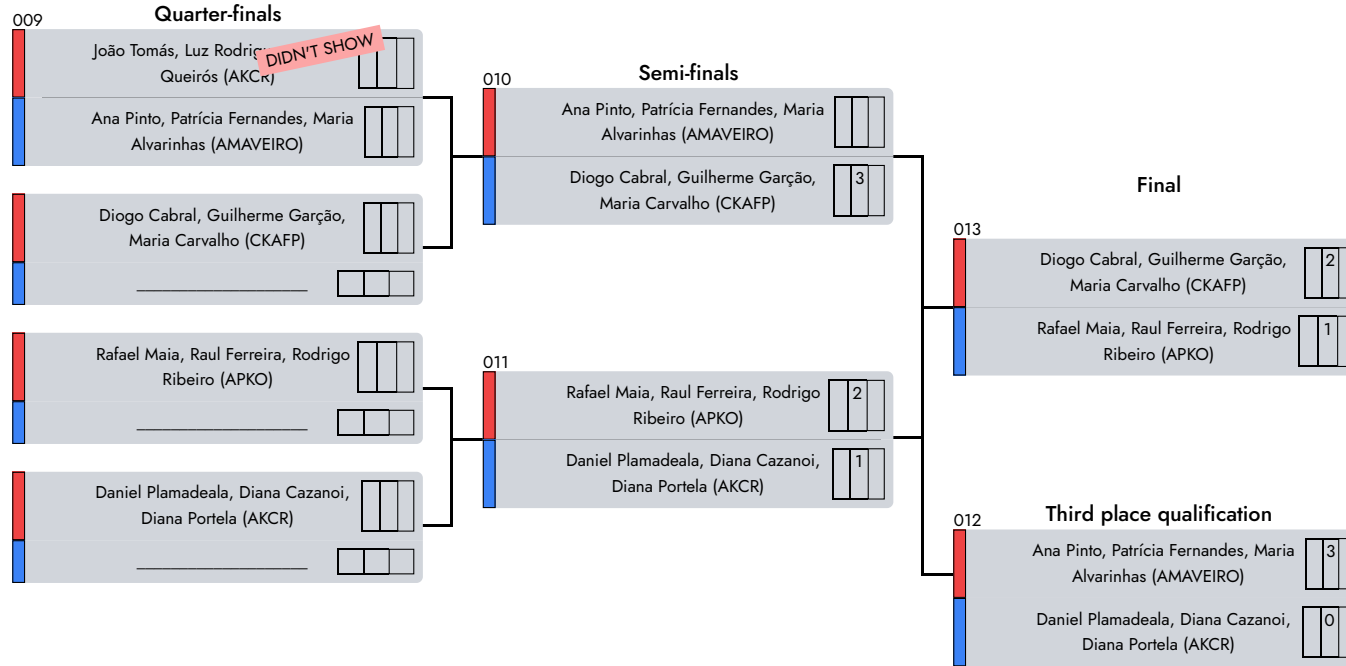 Quarter-finals
009
João Tomás, Luz
Queirós (AKCR)
DIDN'T SHOW
Ana Pinto, Patrícia Fernandes, Maria
Alvarinhas (AMAVEIRO)
Diogo Cabral, Guilherme Garção,
Maria Carvalho (CKAFP)
____________________
Rafael Maia, Raul Ferreira, Rodrigo
Ribeiro (APKO)
____________________
Daniel Plamadeala, Diana Cazanoi,
Diana Portela (AKCR)
____________________
Semi-finals
010
Ana Pinto, Patrícia Fernandes, Maria
Alvarinhas (AMAVEIRO)
Diogo Cabral, Guilherme Garção,
Maria Carvalho (CKAFP)
3
011
Rafael Maia, Raul Ferreira, Rodrigo
Ribeiro (APKO)
2
Daniel Plamadeala, Diana Cazanoi,
Diana Portela (AKCR)
1
Final
013
Diogo Cabral, Guilherme Garção,
Maria Carvalho (CKAFP)
2
Rafael Maia, Raul Ferreira, Rodrigo
Ribeiro (APKO)
1
Third place qualification
012
Ana Pinto, Patrícia Fernandes, Maria
Alvarinhas (AMAVEIRO)
3
Daniel Plamadeala, Diana Cazanoi,
Diana Portela (AKCR)
0